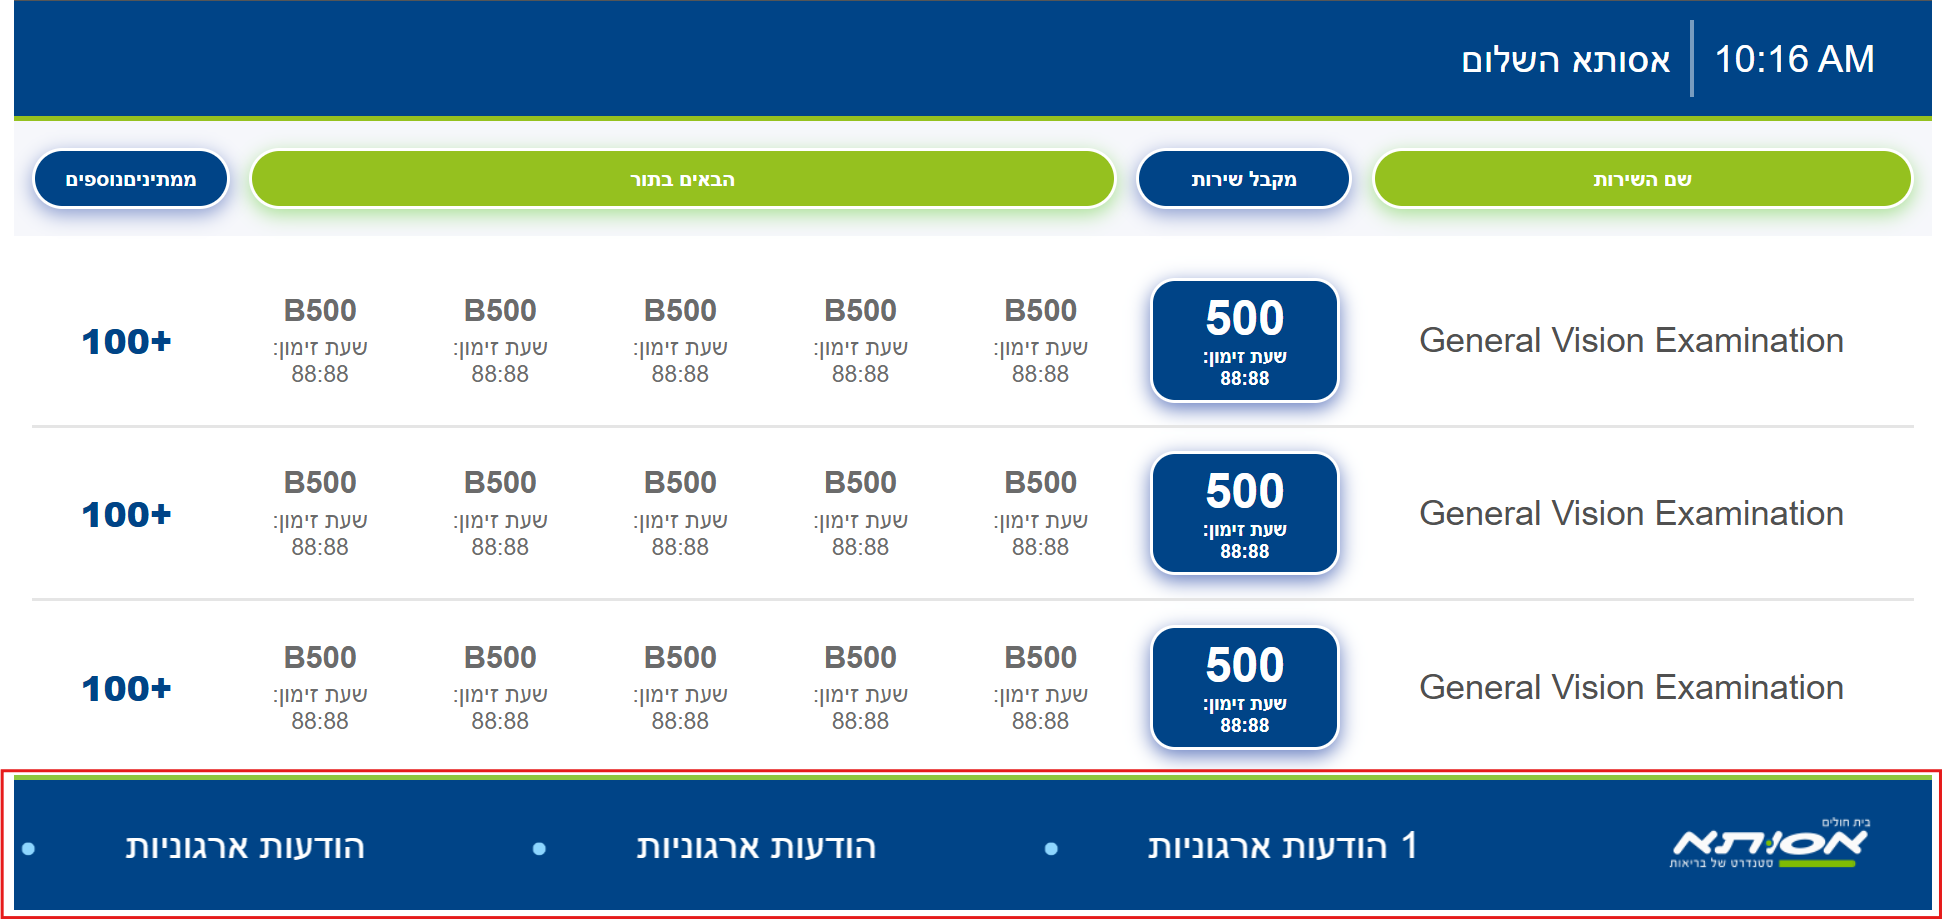 10:16 AM
אסותא השלום
שם השירות
מקבל שירות
הבאים בתור
ממתיניםנוספים
General Vision Examination
500
שעת זימון:
88:88
B500
שעת זימון:
88:88
B500
שעת זימון:
88:88
B500
שעת זימון:
88:88
B500
שעת זימון:
88:88
B500
שעת זימון:
88:88
100+
General Vision Examination
500
שעת זימון:
88:88
B500
שעת זימון:
88:88
B500
שעת זימון:
88:88
B500
שעת זימון:
88:88
B500
שעת זימון:
88:88
B500
שעת זימון:
88:88
100+
General Vision Examination
500
שעת זימון:
88:88
B500
שעת זימון:
88:88
B500
שעת זימון:
88:88
B500
שעת זימון:
88:88
B500
שעת זימון:
88:88
B500
שעת זימון:
88:88
100+
בית חולים
אסותא
סטנדרט של בריאות
1 הודעות ארגוניות
הודעות ארגוניות
הודעות ארגוניות